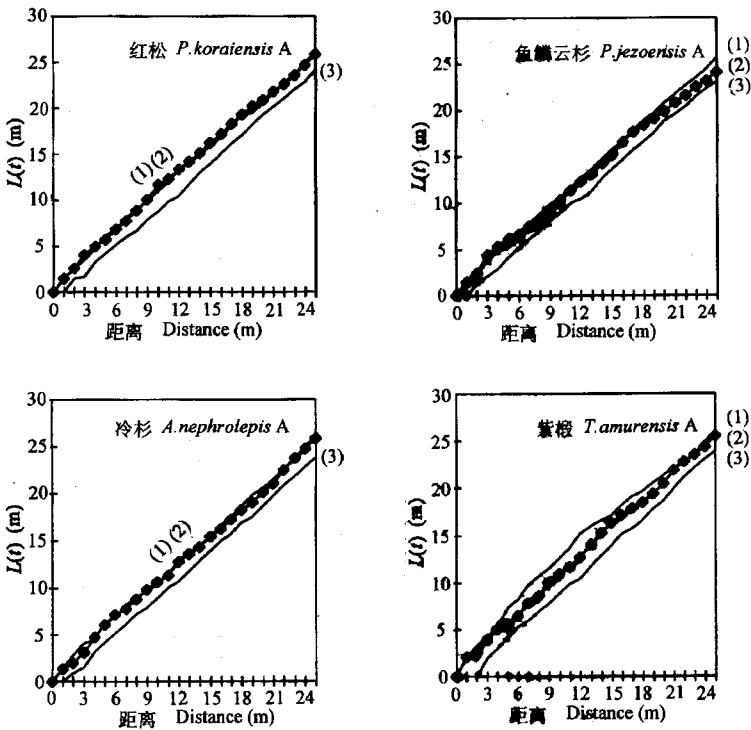 30
25
20
15
10
5
0
L(t) (m)
红松 P.koraiensis A
(1)(2)
(3)
3 6 9 12 15 18 21 24
距离 Distance (m)
30
25
20
15
10
5
0
L(t) (m)
鱼鳞云杉 P.jezoensis A
(1)
(2)
(3)
0 3 6 9 12 15 18 21 24
距离 Distance (m)
30
25
20
15
10
5
0
L(t) (m)
冷杉 A.nephrolepis A
(1)(2)
(3)
0 3 6 9 12 15 18 21 24
距离 Distance (m)
30
25
20
15
10
5
0
L(t) (m)
紫椴 T.amurensis A
(1)
(2)
(3)
0 3 6 9 12 15 18 21 24
距离 Distance (m)